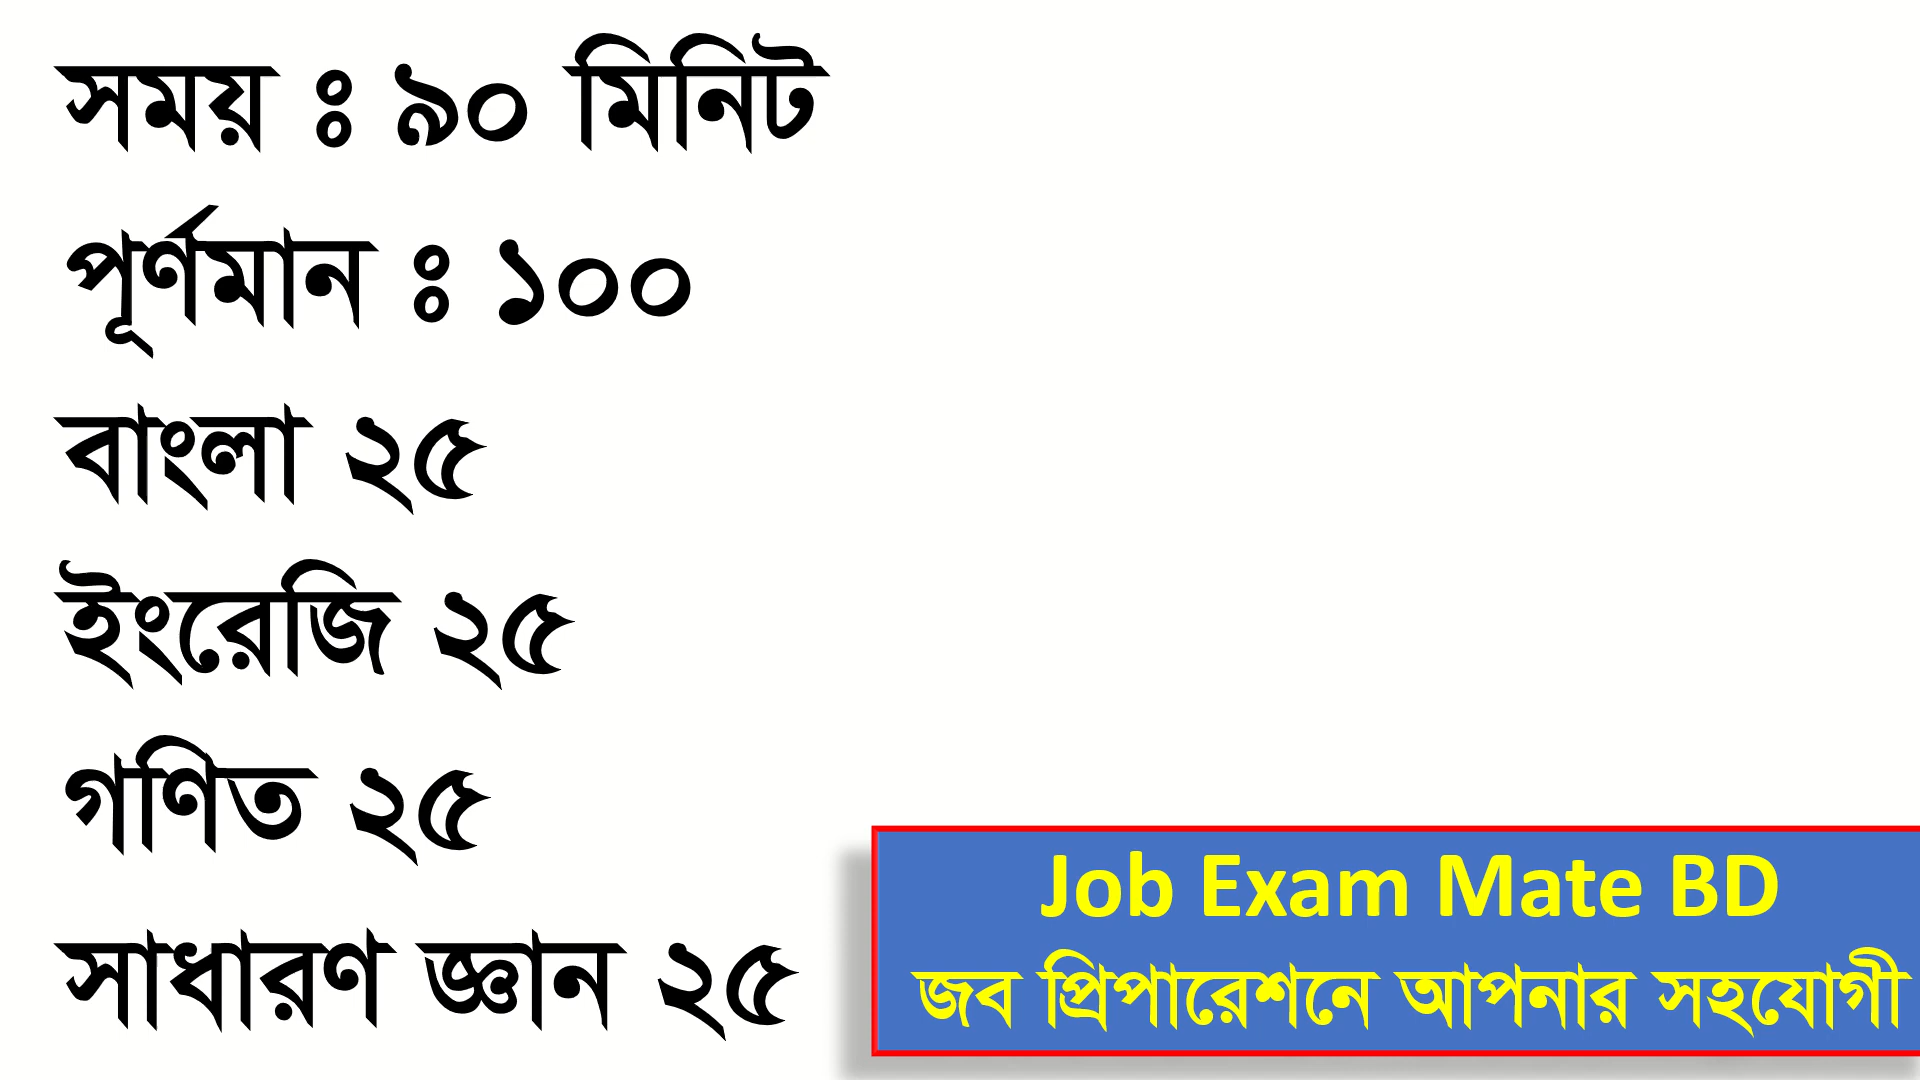 সময় ঃ ৯০ মিনিট
পূর্ণমান ঃ ১০০
বাংলা ২৫
ইংরেজি ২৫
গণিত ২৫
সাধারণ জ্ঞান ২৫
Job Exam Mate BD
জব প্রিপারেশনে আপনার সহযোগী